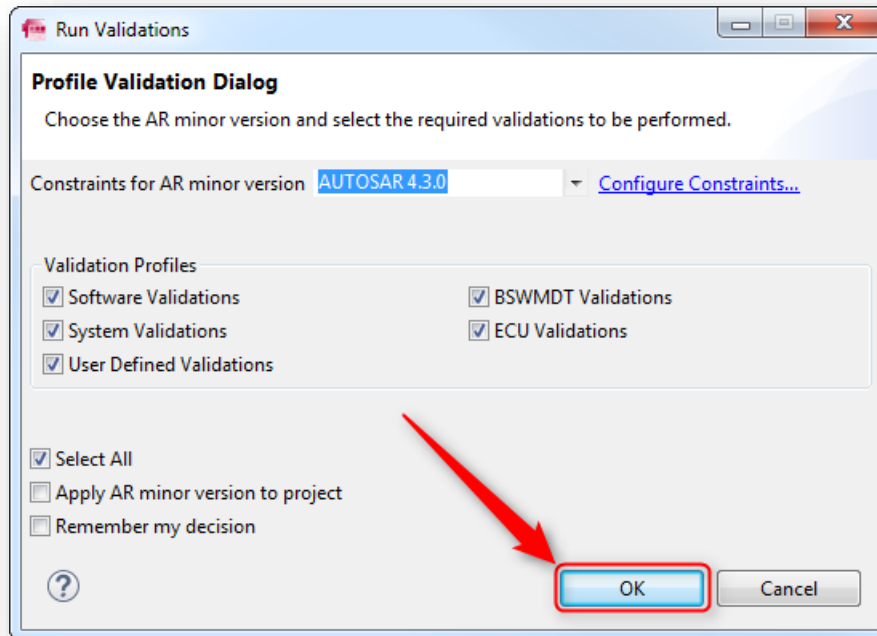 Run Validations
Profile Validation Dialog
Choose the AR minor version and select the required validations to be performed.
Constraints for AR minor version AUTOSAR 4.3.0 Configure Constraints...
Validation Profiles
Software Validations BSWMDT Validations
System Validations ECU Validations
User Defined Validations
Select All
Apply AR minor version to project
Remember my decision
? OK Cancel